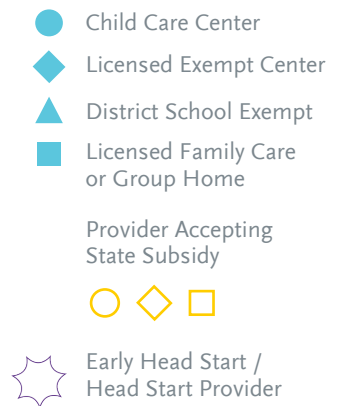 Child Care Center
Licensed Exempt Center
District School Exempt
Licensed Family Care
or Group Home
Provider Accepting
State Subsidy
Early Head Start /
Head Start Provider